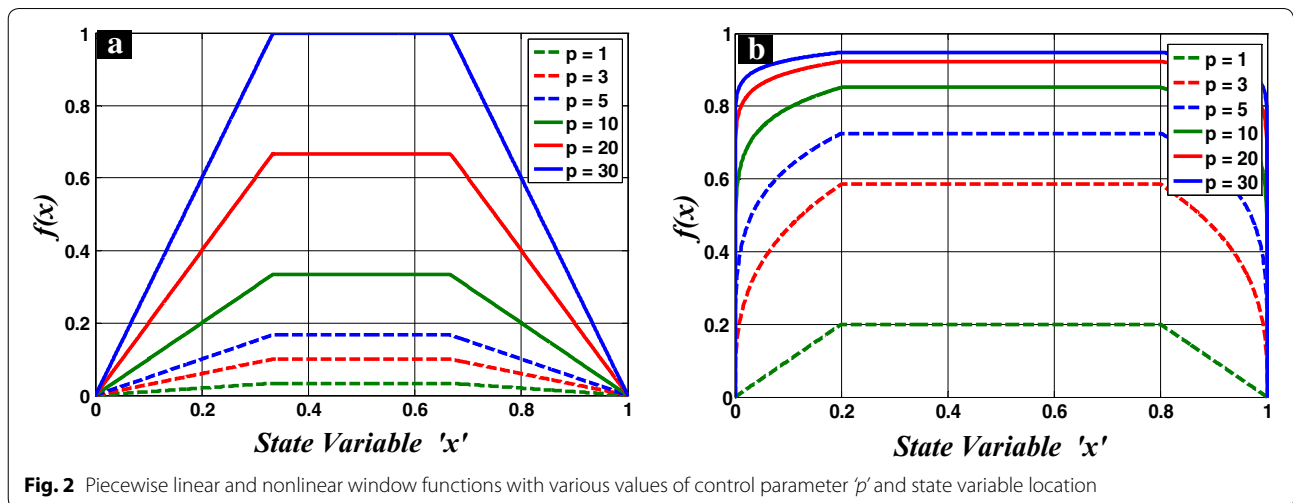 a
p = 1
p = 3
p = 5
p = 10
p = 20
p = 30
1
0.8
0.6
0.4
0.2
0
f(x)
0
0.2
0.4
0.6
0.8
1
State Variable 'x'
b
p = 1
p = 3
p = 5
p = 10
p = 20
p = 30
1
0.8
0.6
0.4
0.2
0
f(x)
0
0.2
0.4
0.6
0.8
1
State Variable 'x'
Fig. 2 Piecewise linear and nonlinear window functions with various values of control parameter ‘p’ and state variable location